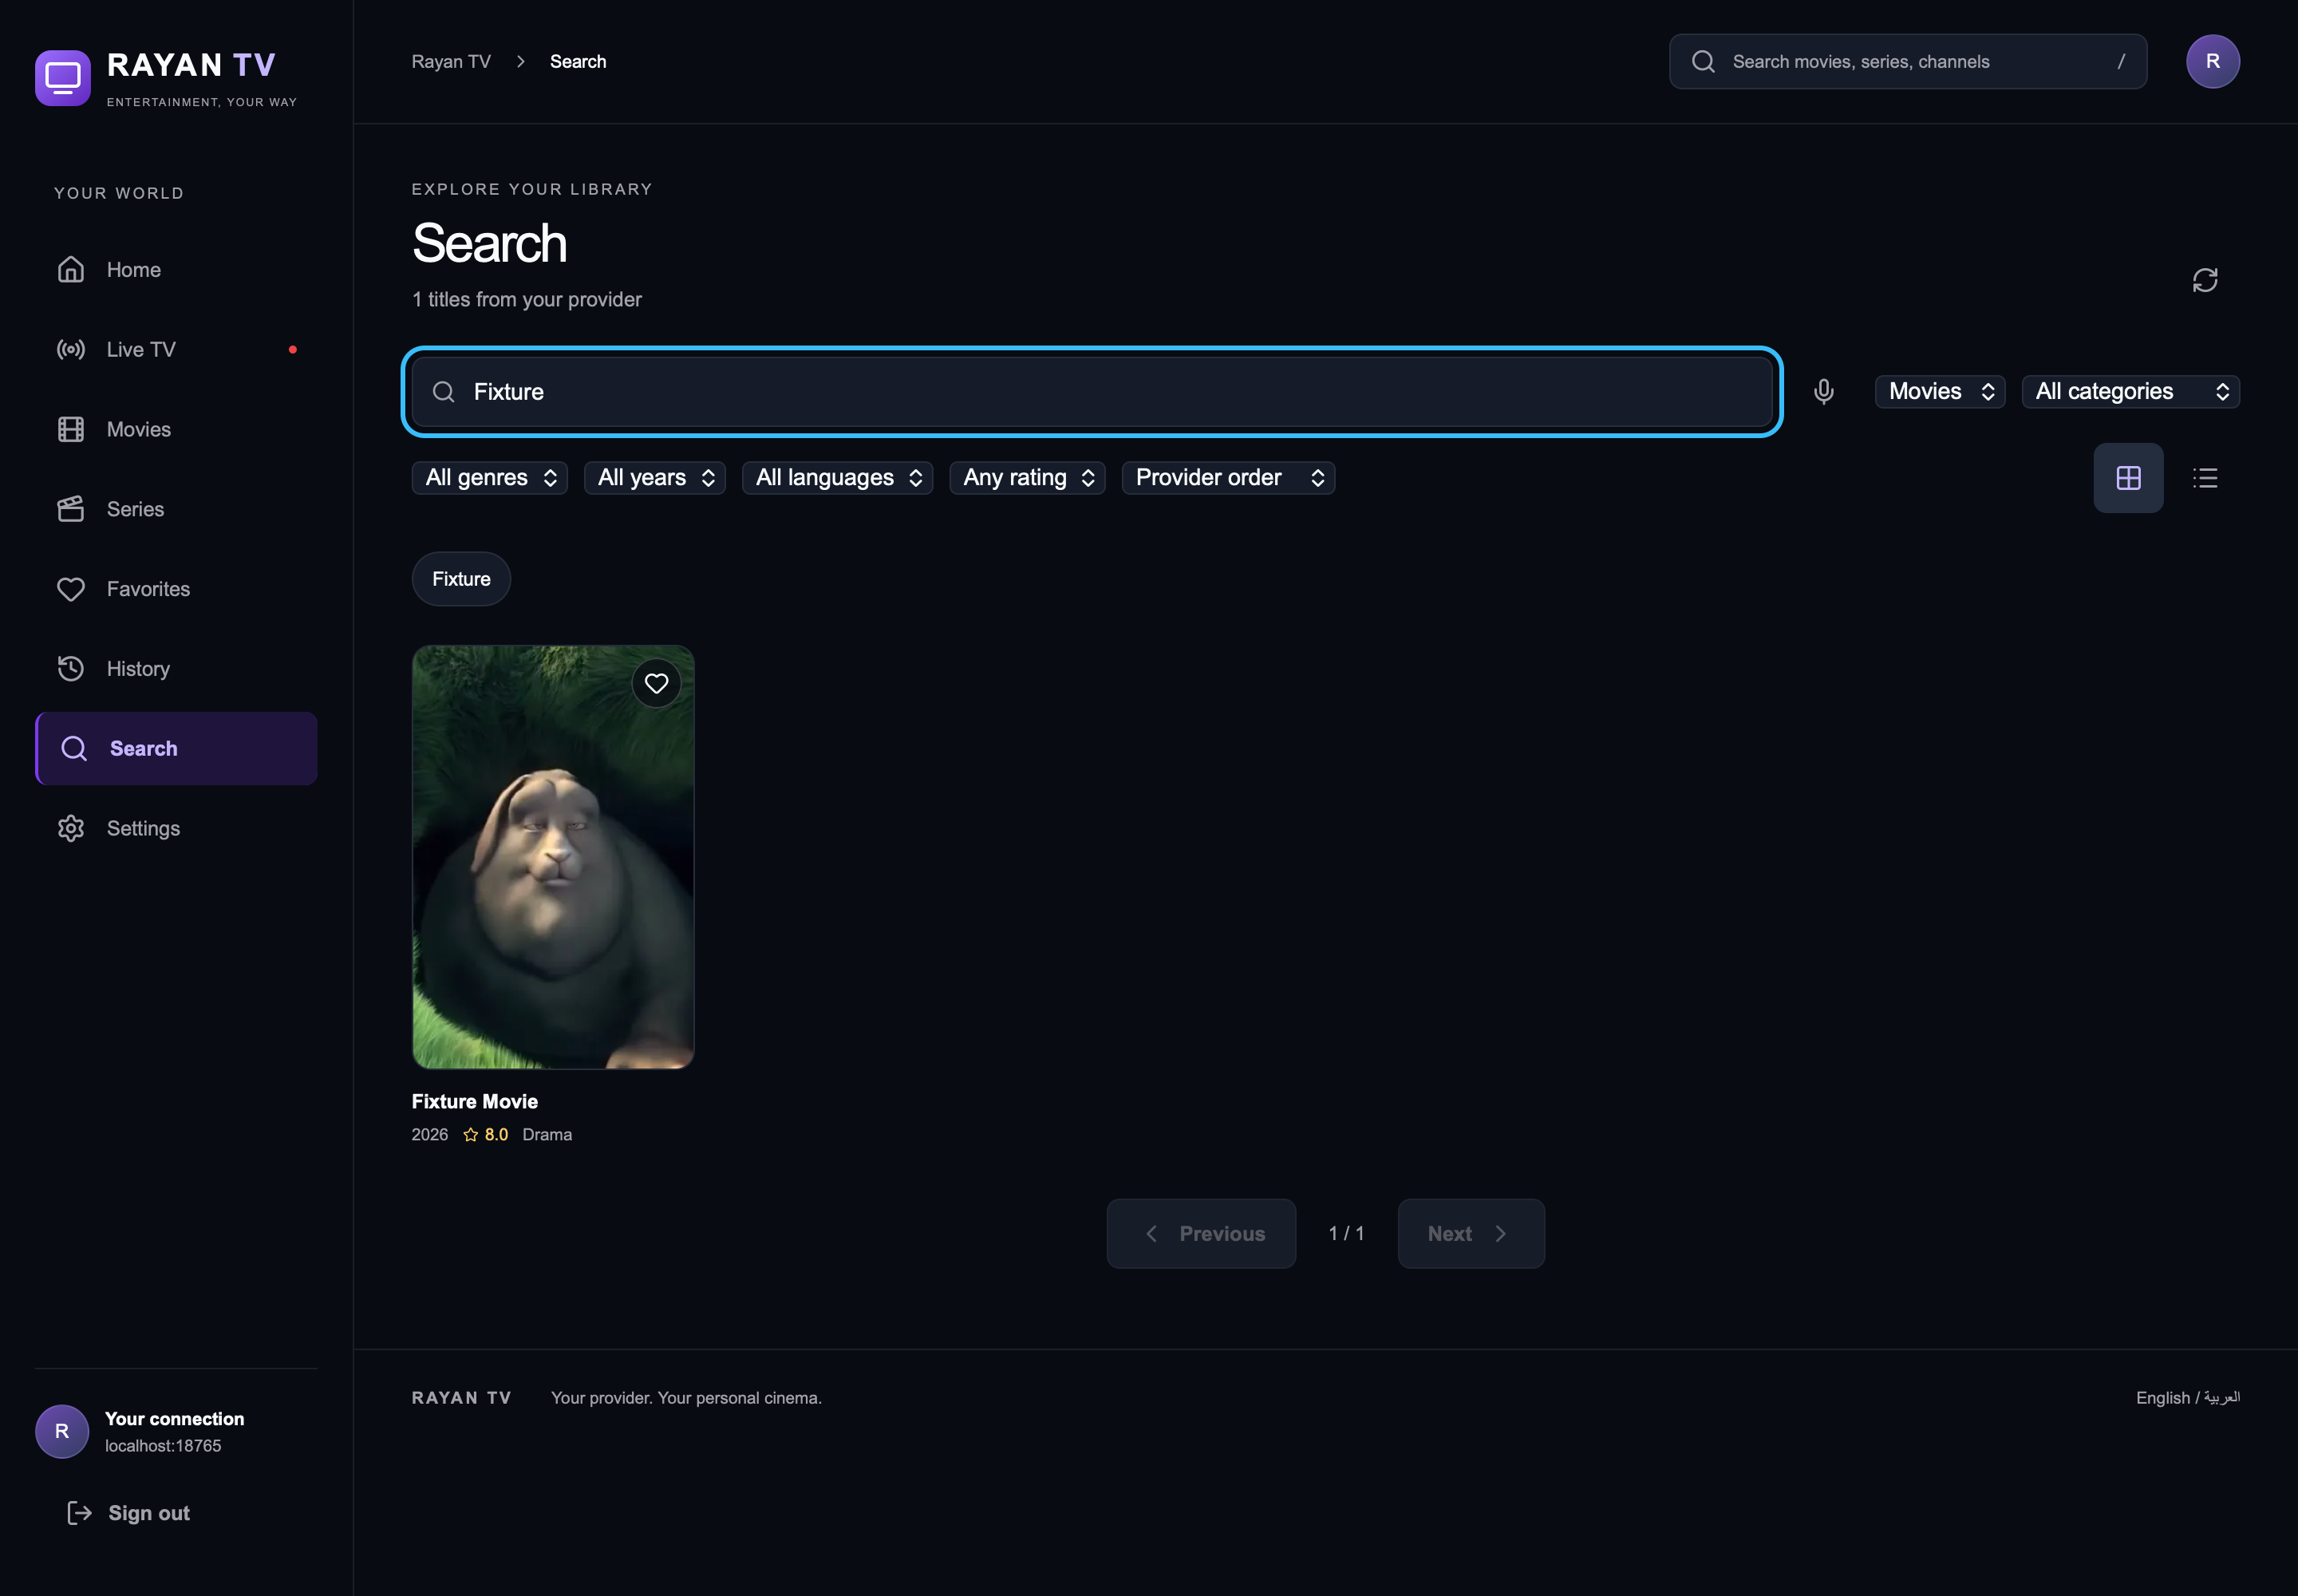 RAYAN TV
ENTERTAINMENT, YOUR WAY
YOUR WORLD
Home
Live TV
Movies
Series
Favorites
History
Search
Settings
R
Your connection
localhost:18765
Sign out
Rayan TV > Search
Search movies, series, channels /
R
EXPLORE YOUR LIBRARY
Search
1 titles from your provider
Fixture
Movies
All categories
All genres
All years
All languages
Any rating
Provider order
Fixture
Fixture Movie
2026 8.0 Drama
Previous
1 / 1
Next
RAYAN TV
Your provider. Your personal cinema.
English / العربية